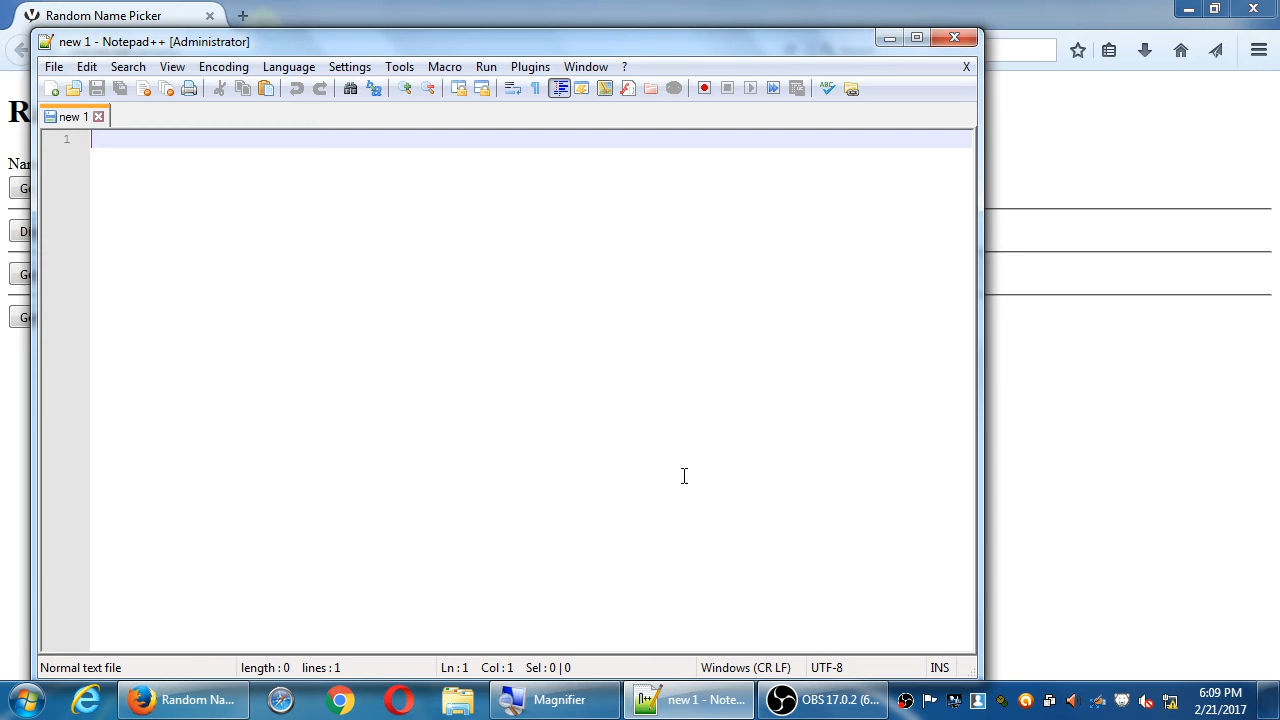 Random Name Picker
new 1 - Notepad++ [Administrator]
File Edit Search View Encoding Language Settings Tools Macro Run Plugins Window ? X
new 1
1
Normal text file length : 0 lines : 1 Ln : 1 Col : 1 Sel : 0 | 0 Windows (CR LF) UTF-8 INS
Random Na... Magnifier new 1 - Note... OBS 17.0.2 (6... 6:09 PM
2/21/2017